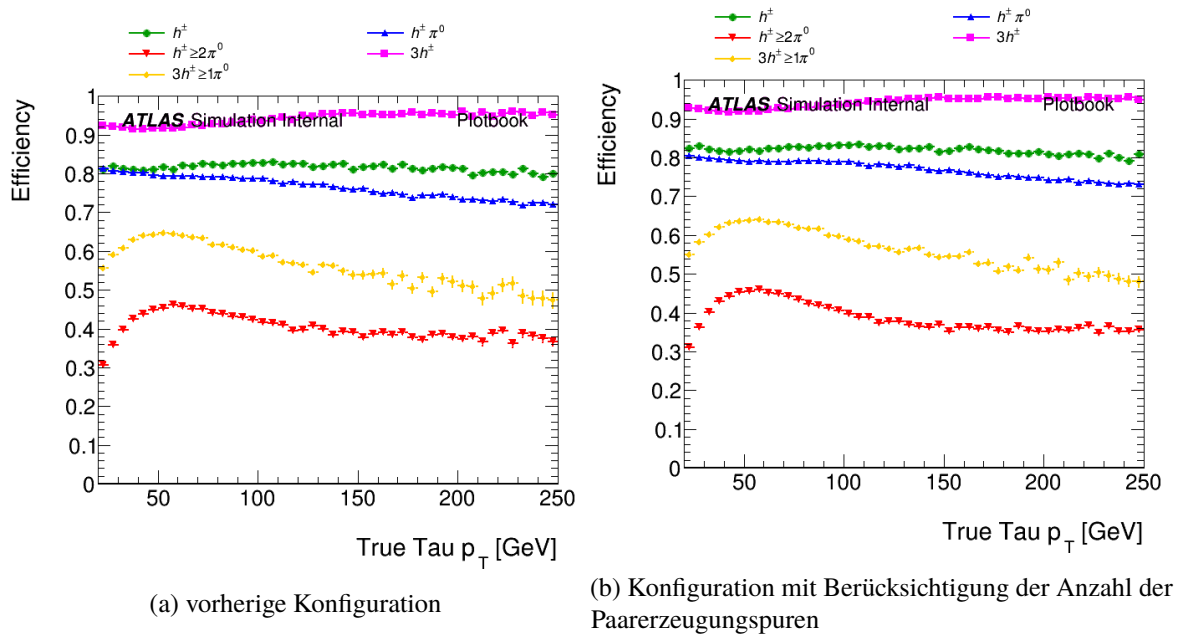 h± h±π⁰
h±≥2π⁰ 3h±
3h±≥1π⁰
Efficiency
1
0.9
0.8
0.7
0.6
0.5
0.4
0.3
0.2
0.1
0
ATLAS Simulation Internal Plotbook
50 100 150 200 250
True Tau p_T [GeV]
(a) vorherige Konfiguration
h± h±π⁰
h±≥2π⁰ 3h±
3h±≥1π⁰
Efficiency
1
0.9
0.8
0.7
0.6
0.5
0.4
0.3
0.2
0.1
0
ATLAS Simulation Internal Plotbook
50 100 150 200 250
True Tau p_T [GeV]
(b) Konfiguration mit Berücksichtigung der Anzahl der
Paarerzeugungspuren